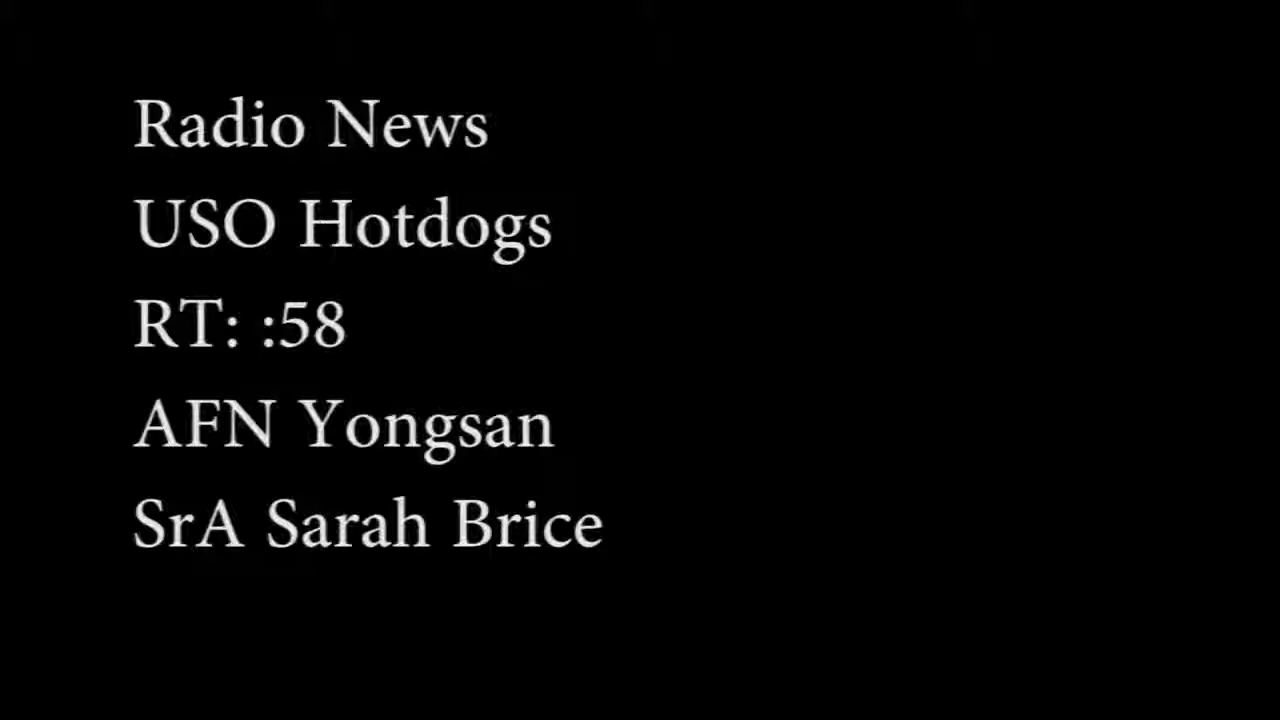 Radio News
USO Hotdogs
RT: :58
AFN Yongsan
SrA Sarah Brice